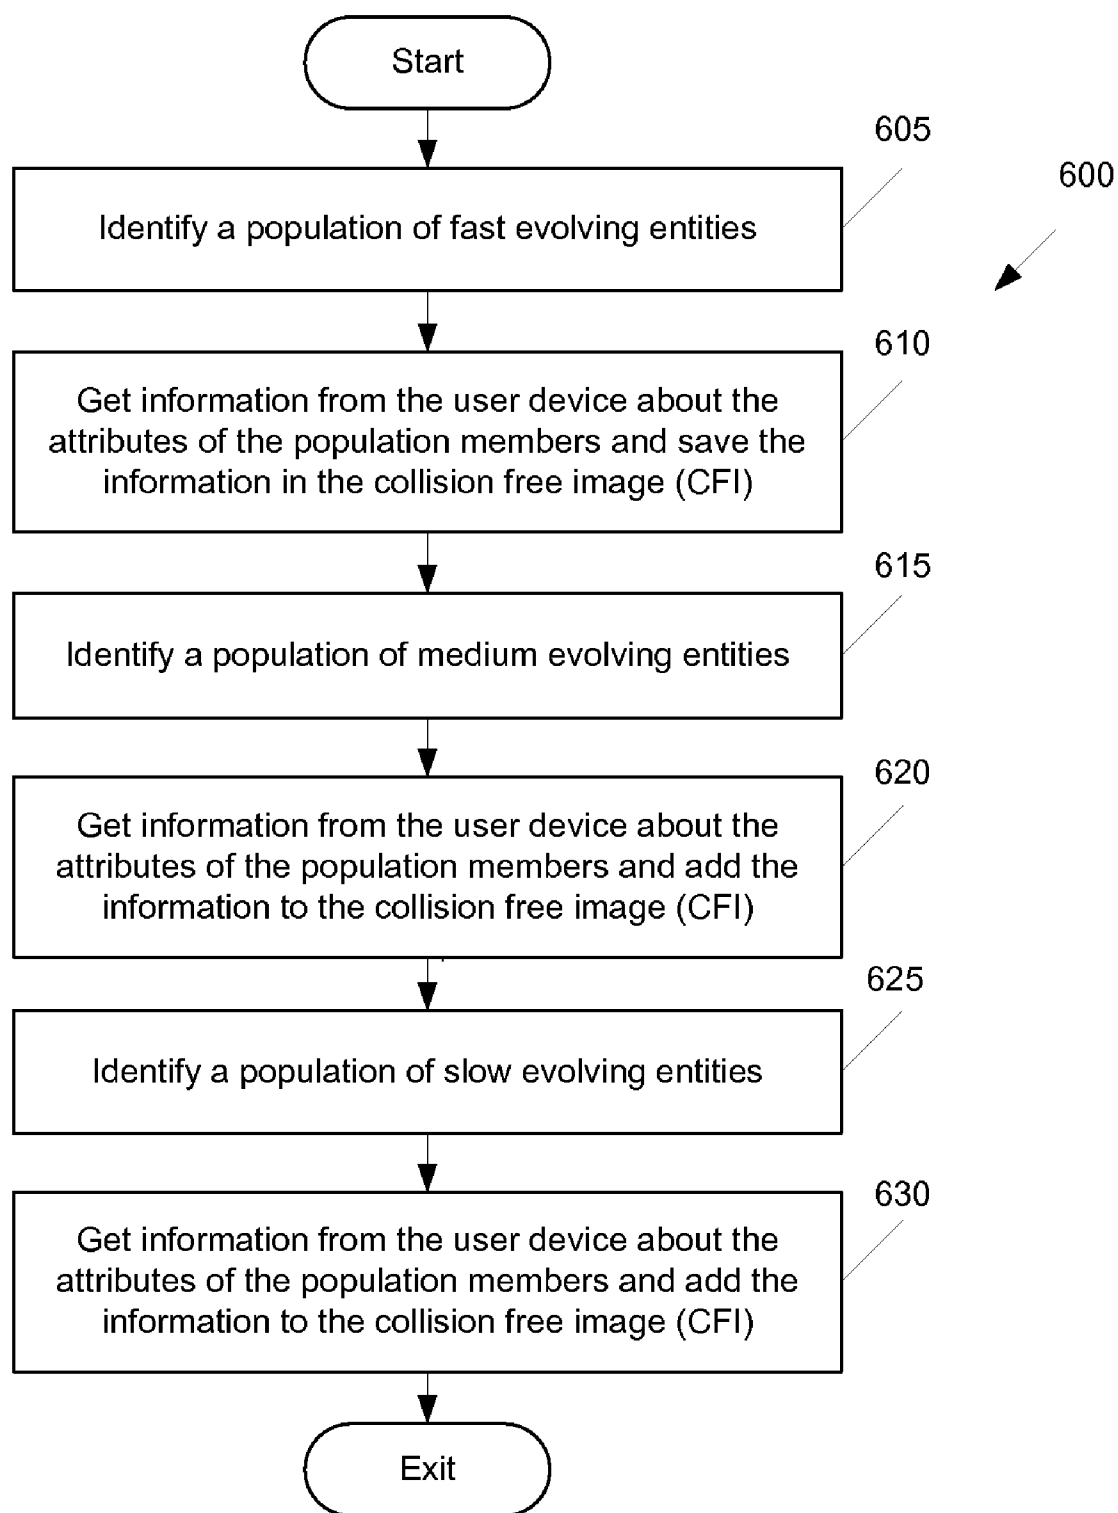 Start
605
600
Identify a population of fast evolving entities
610
Get information from the user device about the
attributes of the population members and save the
information in the collision free image (CFI)
615
Identify a population of medium evolving entities
620
Get information from the user device about the
attributes of the population members and add the
information to the collision free image (CFI)
625
Identify a population of slow evolving entities
630
Get information from the user device about the
attributes of the population members and add the
information to the collision free image (CFI)
Exit